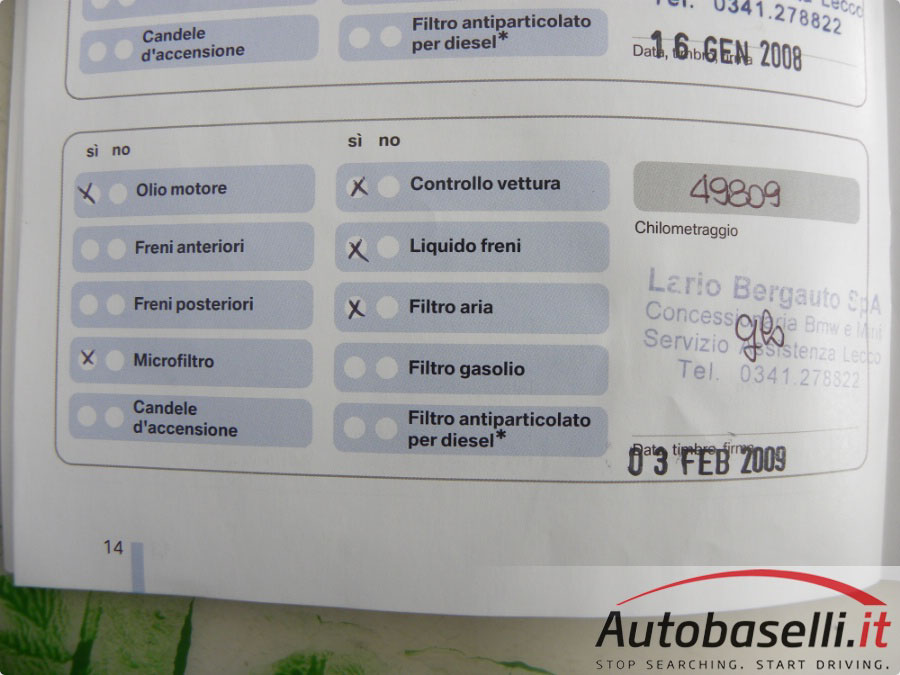 Lecco
Tel. 0341.278822
Candele
d'accensione
Filtro antiparticolato
per diesel*
Data, timbro, firma
16 GEN 2008
sì no
sì no
Olio motore
Controllo vettura
49809
Chilometraggio
Freni anteriori
Liquido freni
Freni posteriori
Filtro aria
Microfiltro
Filtro gasolio
Candele
d'accensione
Filtro antiparticolato
per diesel*
Lario Bergauto SpA
Concessionaria Bmw e Mini
Servizio Assistenza Lecco
Tel. 0341.278822
Data, timbro, firma
03 FEB 2009
14
Autobaselli.it
STOP SEARCHING. START DRIVING.